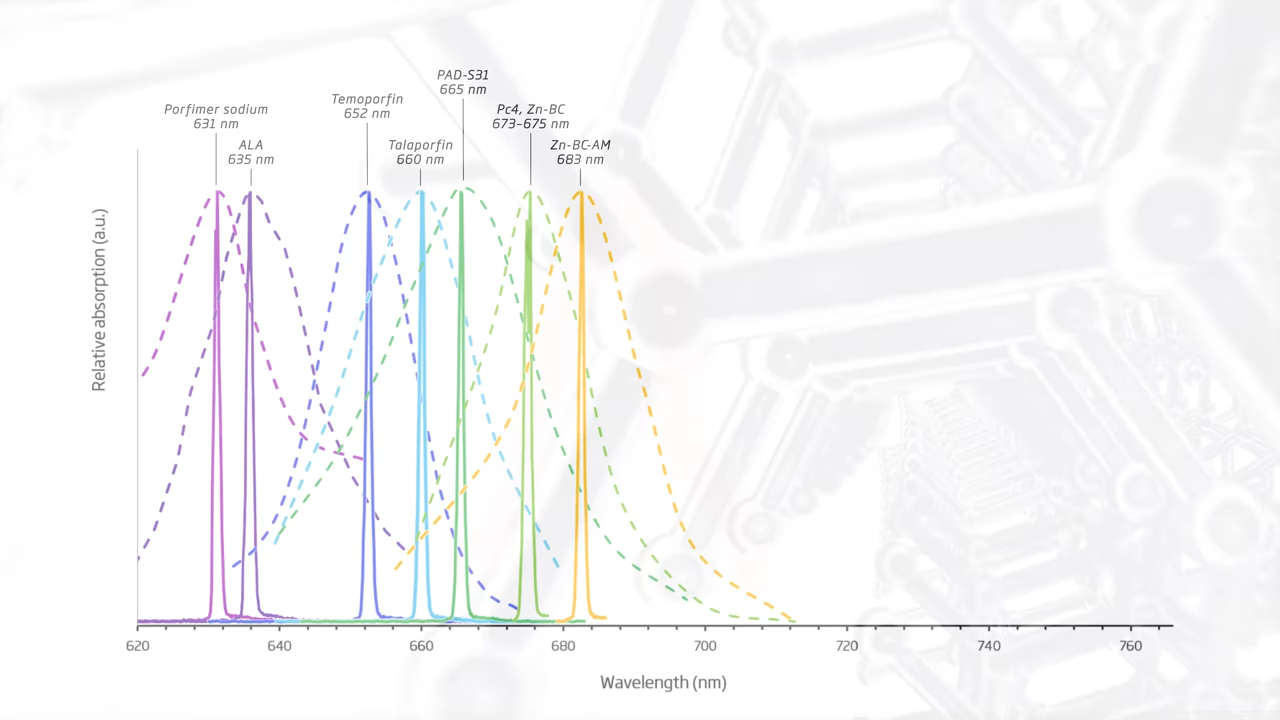 PAD-S31
665 nm
Temoporfin
652 nm
Porfimer sodium
631 nm
Pc4, Zn-BC
673-675 nm
ALA
635 nm
Talaporfin
660 nm
Zn-BC-AM
683 nm
Relative absorption (a.u.)
620 640 660 680 700 720 740 760
Wavelength (nm)